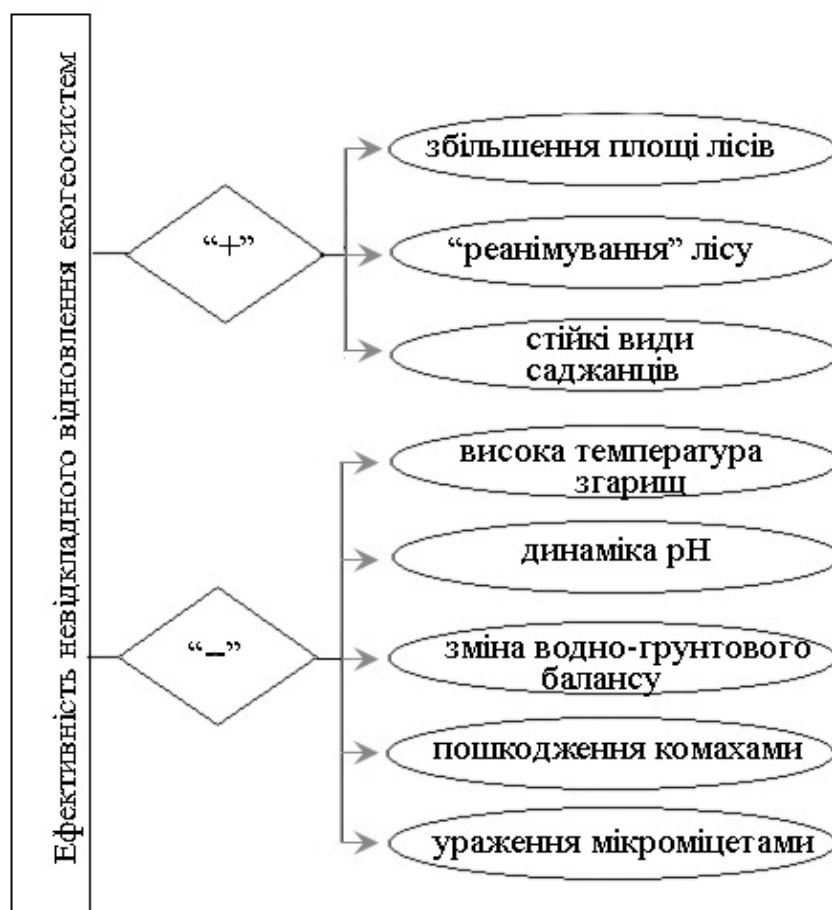 Ефективність невідкладного відновлення екогеосистем
“+”
збільшення площі лісів
“реанімування” лісу
стійкі види
саджанців
“–”
висока температура
згарищ
динаміка рН
зміна водно-грунтового
балансу
пошкодження комахами
ураження мікроміцетами